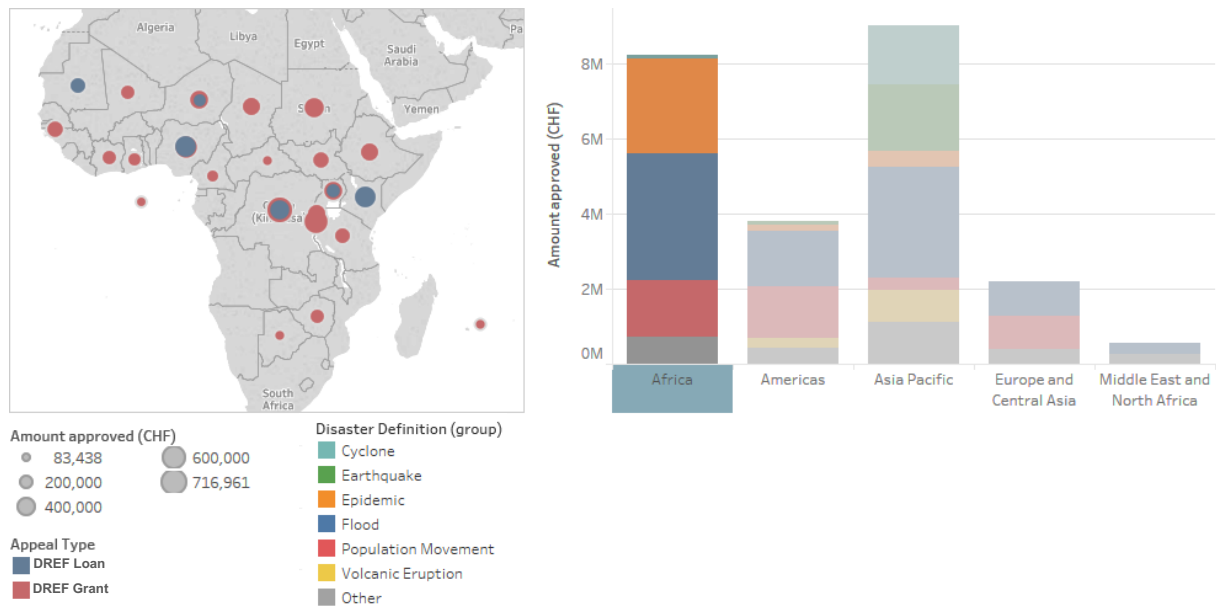 Algeria
Libya
Egypt
Saudi
Arabia
Pa
Yemen
South
Africa
8M
6M
4M
2M
0M
Amount approved (CHF)
Africa
Americas
Asia Pacific
Europe and
Central Asia
Middle East and
North Africa
Amount approved (CHF)
83,438
600,000
200,000
716,961
400,000
Appeal Type
DREF Loan
DREF Grant
Disaster Definition (group)
Cyclone
Earthquake
Epidemic
Flood
Population Movement
Volcanic Eruption
Other